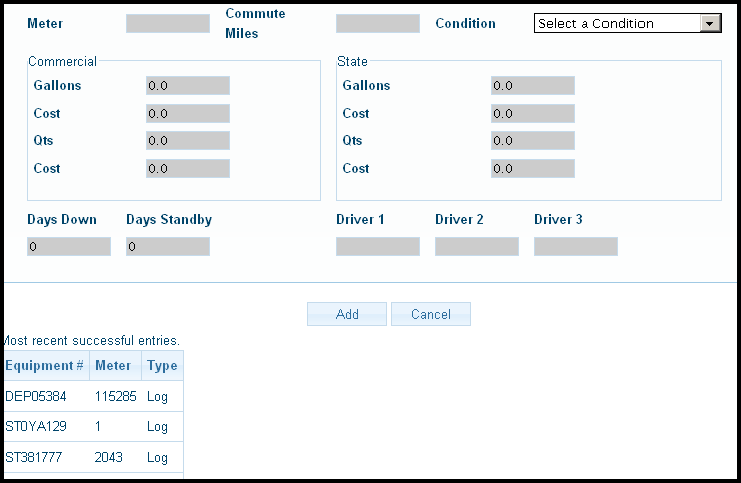 Meter Commute Miles Condition Select a Condition
Commercial State
Gallons 0.0 Gallons 0.0
Cost 0.0 Cost 0.0
Qts 0.0 Qts 0.0
Cost 0.0 Cost 0.0
Days Down Days Standby Driver 1 Driver 2 Driver 3
0 0
Add Cancel
Most recent successful entries.
Equipment # Meter Type
DEP05384 115285 Log
ST0YA129 1 Log
ST381777 2043 Log